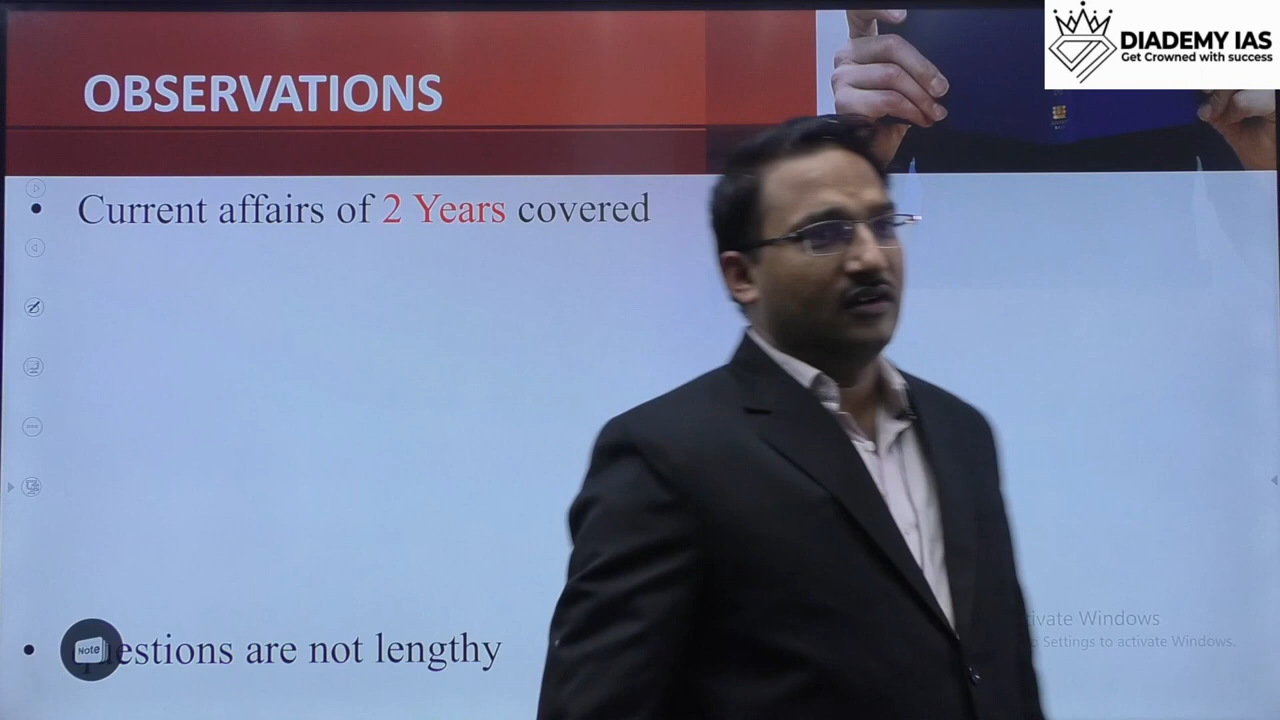 DIADEMY IAS
Get Crowned with success
OBSERVATIONS
• Current affairs of 2 Years covered
Note
• estions are not lengthy
tivate Windows
Settings to activate Windows.